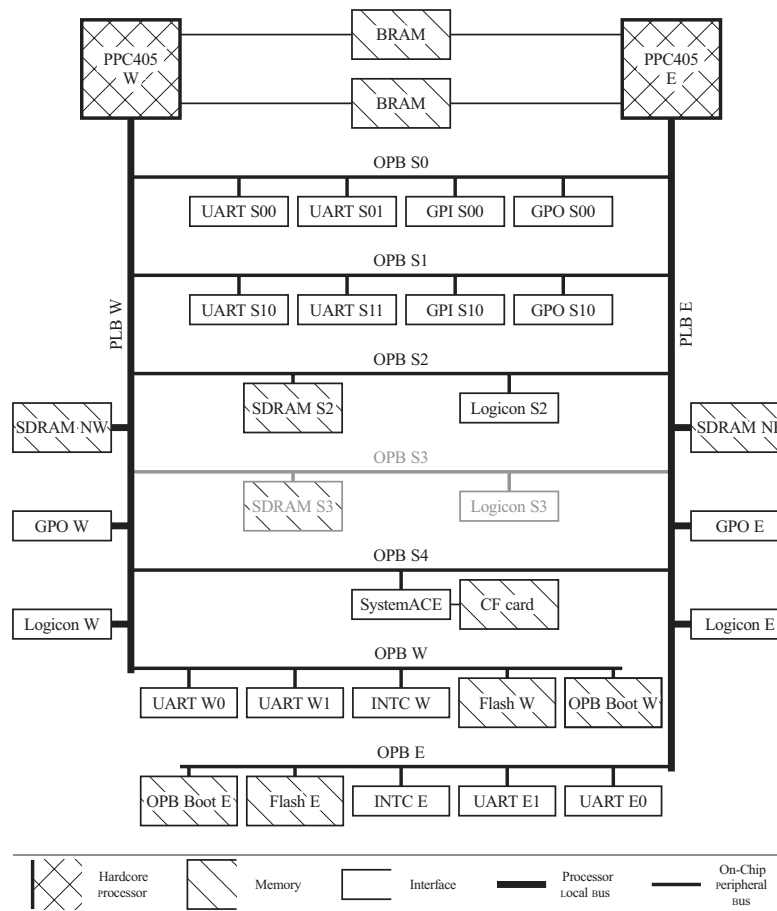 PPC405
W
BRAM
PPC405
E
BRAM
OPB S0
UART S00
UART S01
GPI S00
GPO S00
OPB S1
UART S10
UART S11
GPI S10
GPO S10
PLB W
PLB E
OPB S2
SDRAM S2
Logicon S2
SDRAM NW
SDRAM NE
OPB S3
SDRAM S3
Logicon S3
GPO W
GPO E
OPB S4
SystemACE
CF card
Logicon W
Logicon E
OPB W
UART W0
UART W1
INTC W
Flash W
OPB Boot W
OPB E
OPB Boot E
Flash E
INTC E
UART E1
UART E0
Hardcore
processor
Memory
Interface
Processor
Local Bus
On-Chip
Peripheral
Bus